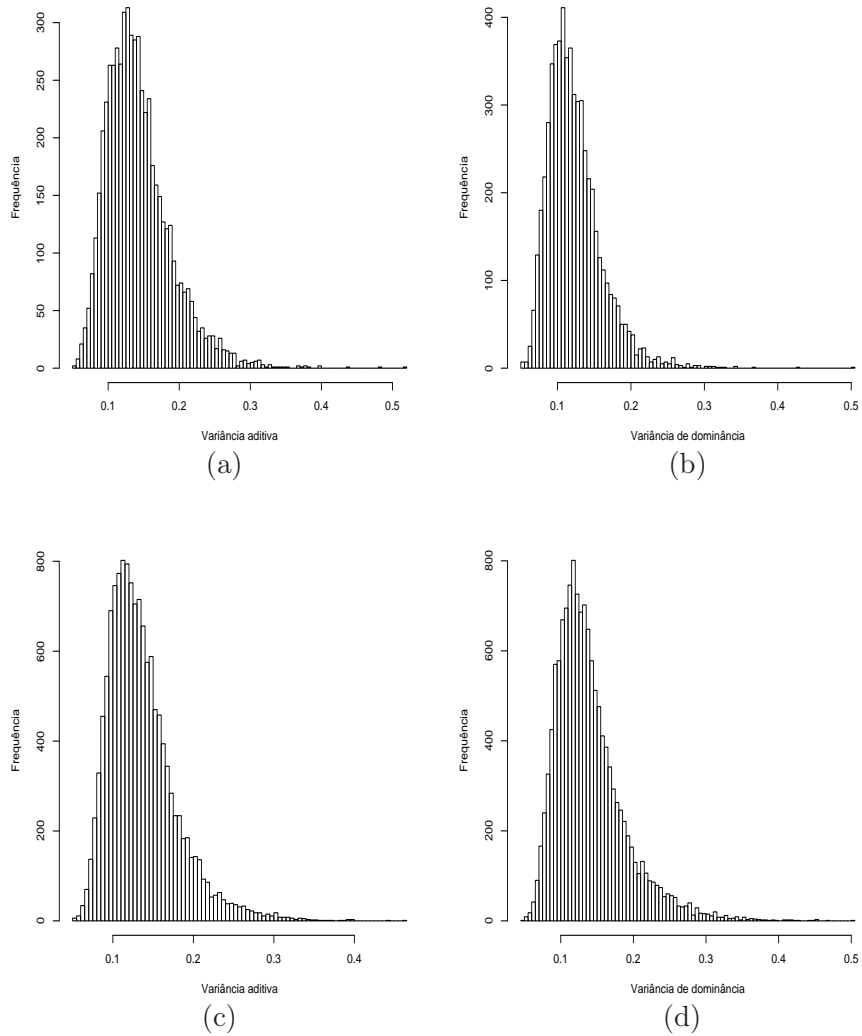 Frequência
0 50 100 150 200 250 300
0.1 0.2 0.3 0.4 0.5
Variância aditiva
(a)
Frequência
0 100 200 300 400
0.1 0.2 0.3 0.4 0.5
Variância de dominância
(b)
Frequência
0 200 400 600 800
0.1 0.2 0.3 0.4
Variância aditiva
(c)
Frequência
0 200 400 600 800
0.1 0.2 0.3 0.4 0.5
Variância de dominância
(d)